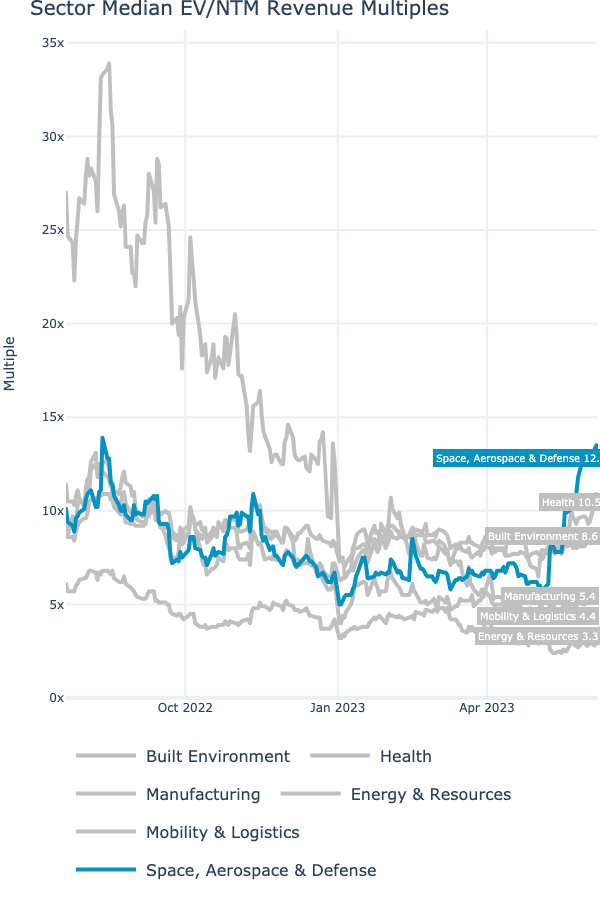 Sector Median EV/NTM Revenue Multiples
35x
30x
25x
20x
15x
10x
5x
0x
Multiple
Space, Aerospace & Defense 12.
Health 10.5
Built Environment 8.6
Manufacturing 5.4
Mobility & Logistics 4.4
Energy & Resources 3.3
Oct 2022 Jan 2023 Apr 2023
Built Environment Health
Manufacturing Energy & Resources
Mobility & Logistics
Space, Aerospace & Defense